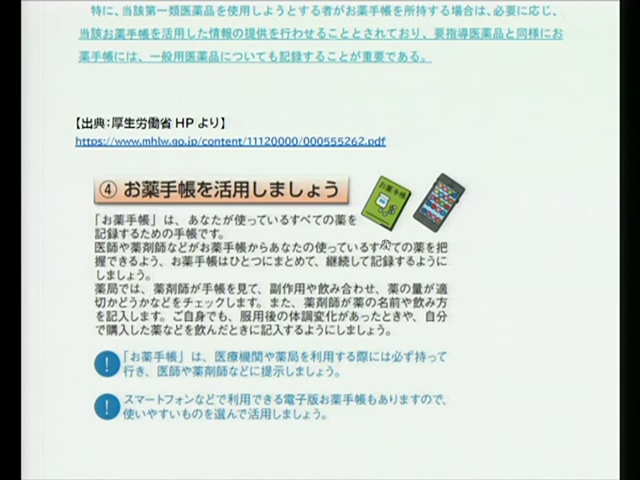 特に、当該第一類医薬品を使用しようとする者がお薬手帳を所持する場合は、必要に応じ、
当該お薬手帳を活用した情報の提供を行わせることとされており、要指導医薬品と同様にお
薬手帳には、一般用医薬品についても記録することが重要である。
【出典：厚生労働省 HP より】
https://www.mhlw.go.jp/content/11120000/000555262.pdf
④ お薬手帳を活用しましょう
お薬手帳
「お薬手帳」は、あなたが使っているすべての薬を
記録するための手帳です。
医師や薬剤師などがお薬手帳からあなたの使っているすべての薬を把
握できるよう、お薬手帳はひとつにまとめて、継続して記録するように
しましょう。
薬局では、薬剤師が手帳を見て、副作用や飲み合わせ、薬の量が適
切かどうかなどをチェックします。また、薬剤師が薬の名前や飲み方
を記入します。ご自身でも、服用後の体調変化があったときや、自分
で購入した薬などを飲んだときに記入するようにしましょう。
! 「お薬手帳」は、医療機関や薬局を利用する際には必ず持って
行き、医師や薬剤師などに提示しましょう。
! スマートフォンなどで利用できる電子版お薬手帳もありますので、
使いやすいものを選んで活用しましょう。